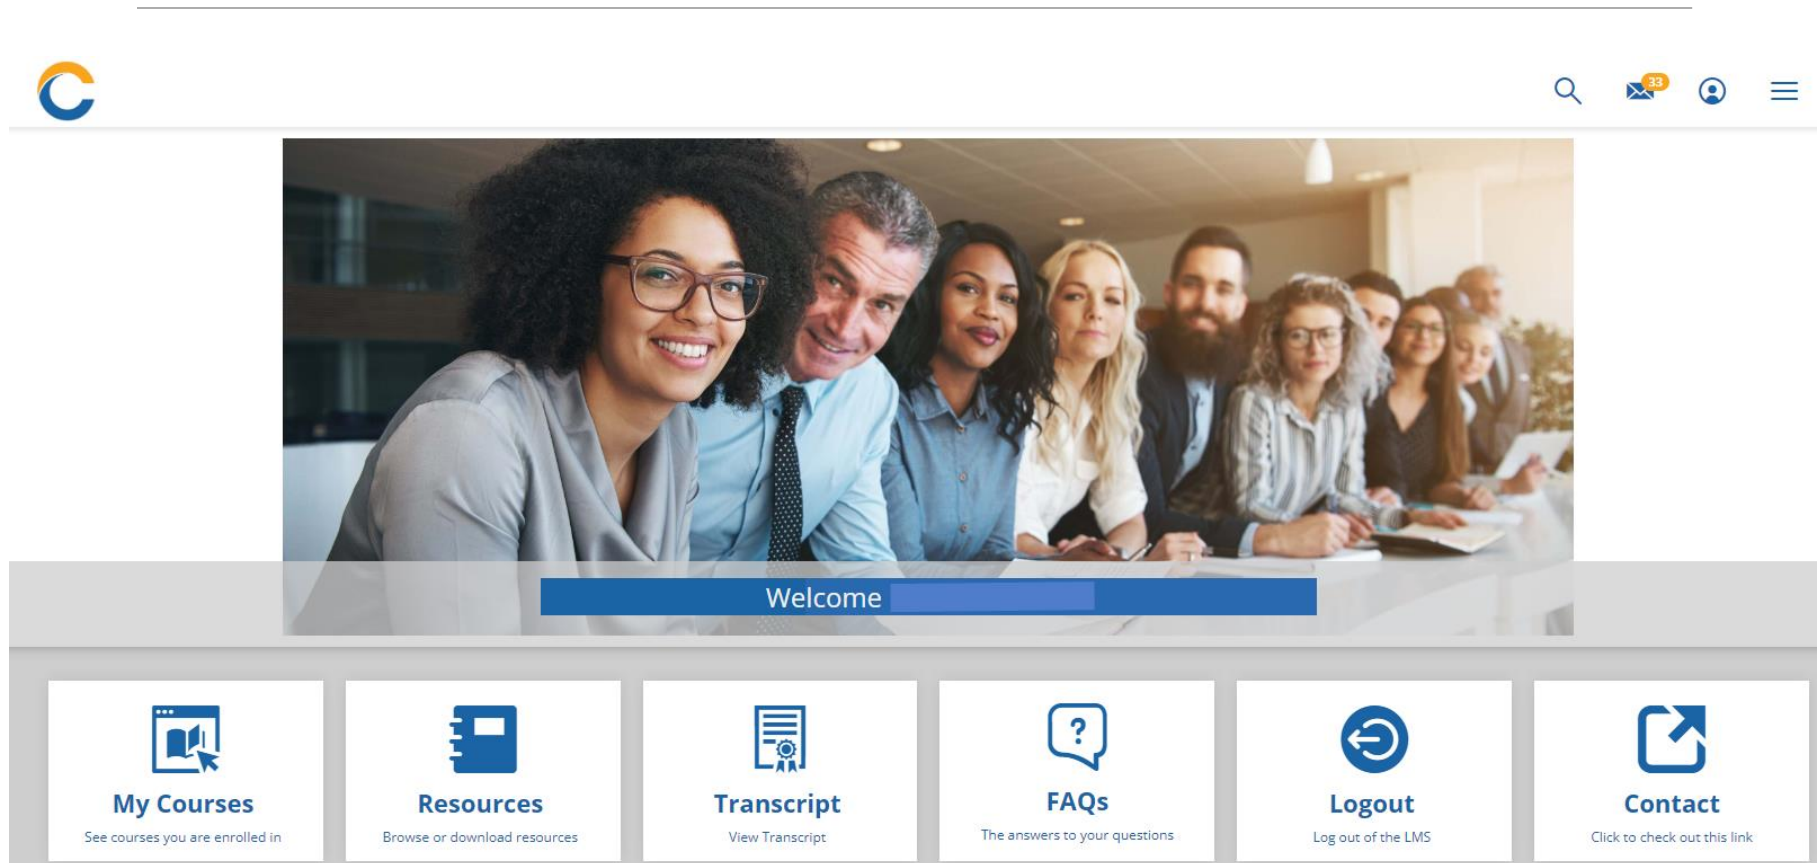 33
Welcome
My Courses
See courses you are enrolled in
Resources
Browse or download resources
Transcript
View Transcript
FAQs
The answers to your questions
Logout
Log out of the LMS
Contact
Click to check out this link